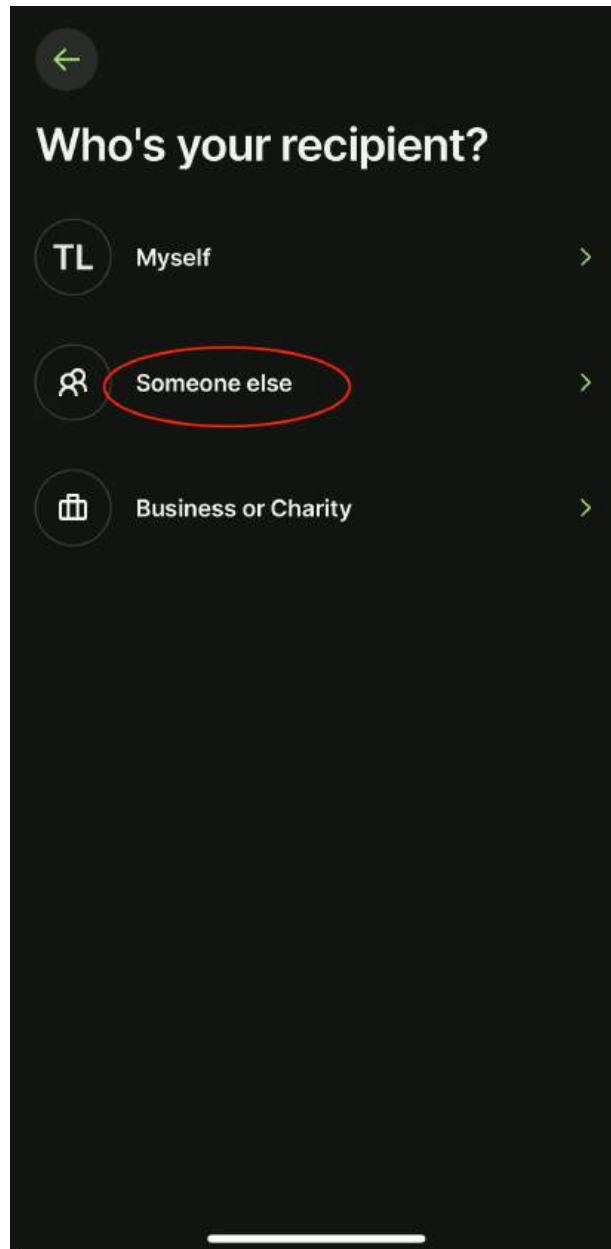 Who's your recipient?
TL Myself
Someone else
Business or Charity